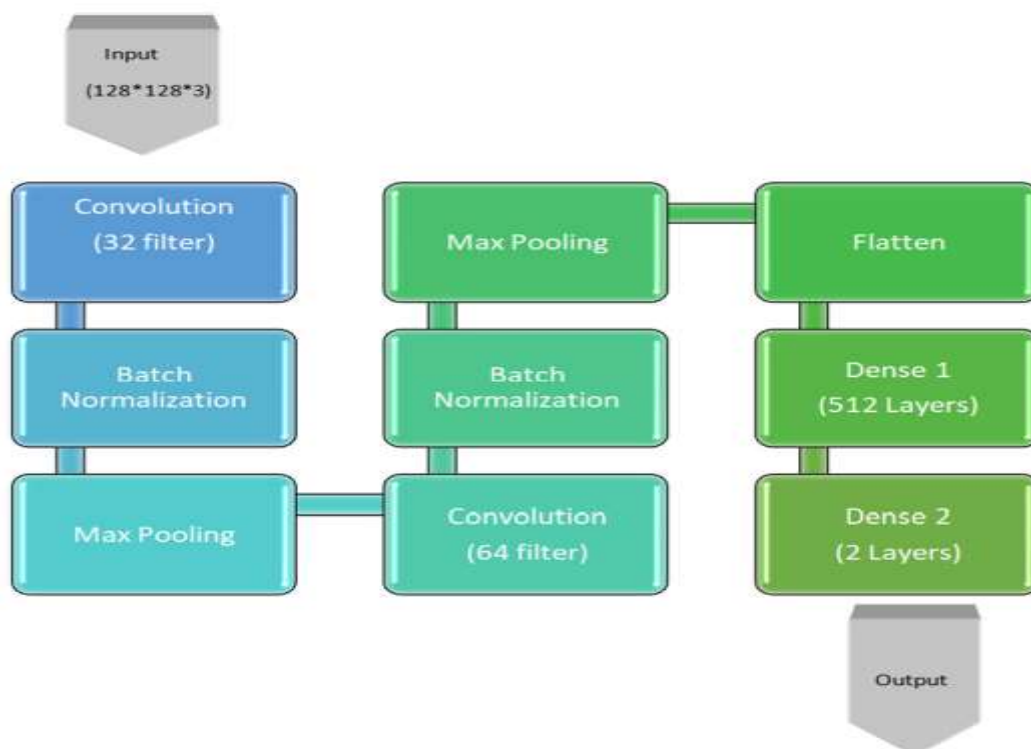 Input
(128*128*3)
Convolution
(32 filter)
Batch
Normalization
Max Pooling
Convolution
(64 filter)
Batch
Normalization
Max Pooling
Flatten
Dense 1
(512 Layers)
Dense 2
(2 Layers)
Output